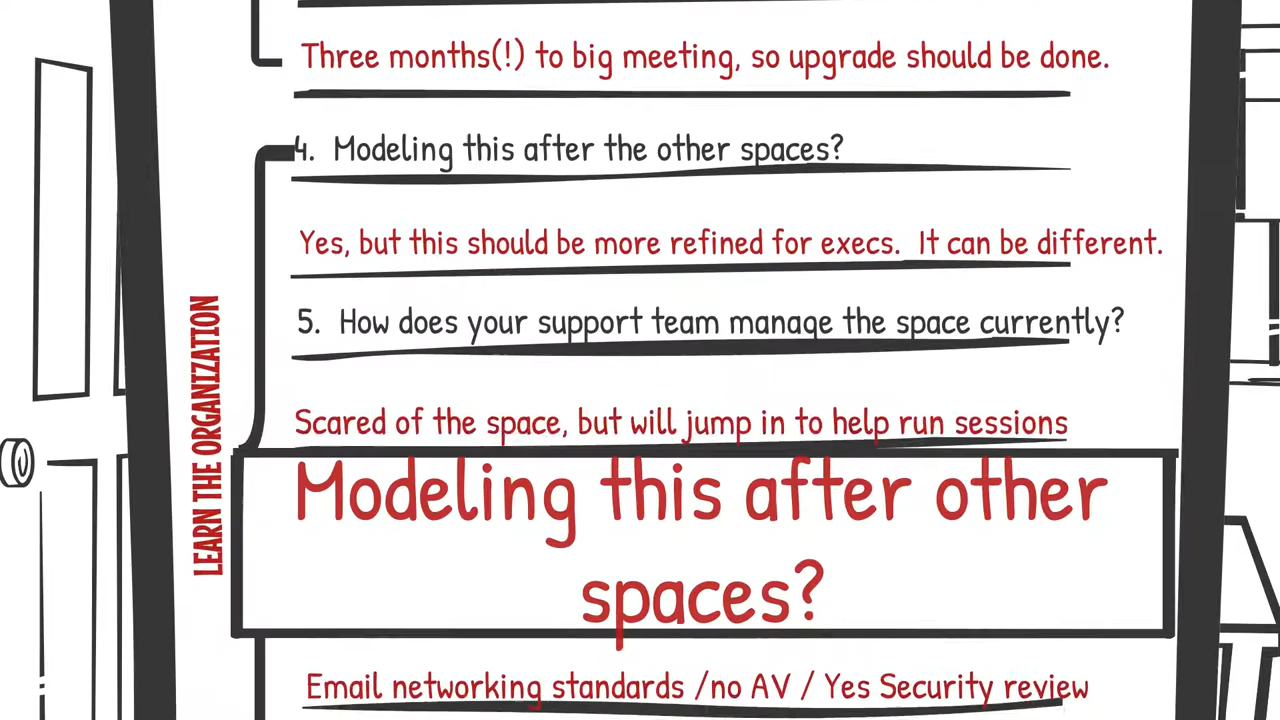 Three months(!) to big meeting, so upgrade should be done.
4. Modeling this after the other spaces?
Yes, but this should be more refined for execs. It can be different.
5. How does your support team manage the space currently?
Scared of the space, but will jump in to help run sessions
LEARN THE ORGANIZATION
Modeling this after other
spaces?
Email networking standards /no AV / Yes Security review